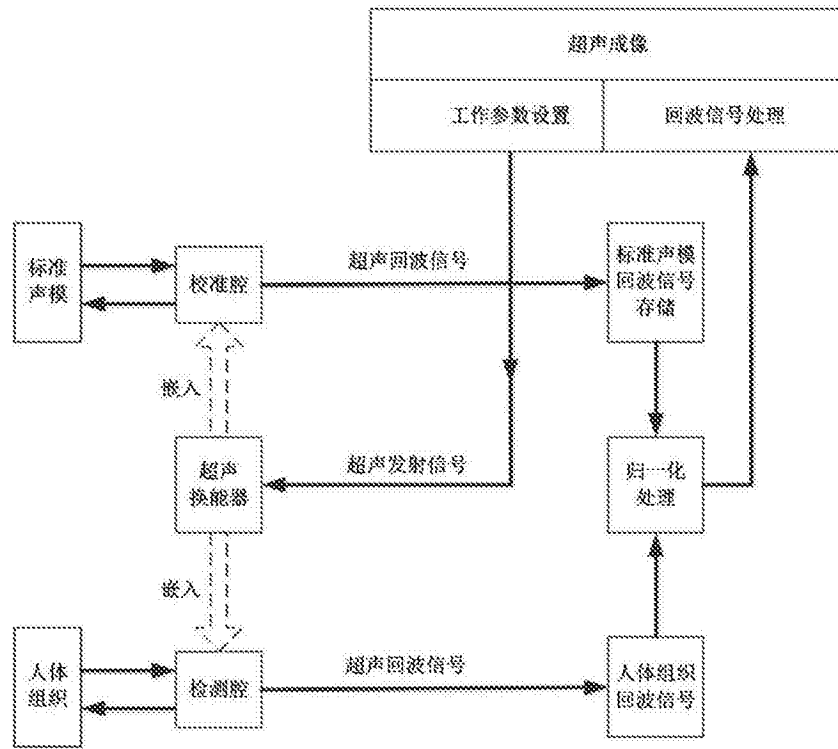 超声成像
工作参数设置
回波信号处理
标准
声模
校准腔
超声回波信号
标准声模
回波信号
存储
嵌入
超声
换能器
超声发射信号
归一化
处理
嵌入
人体
组织
检测腔
超声回波信号
人体组织
回波信号